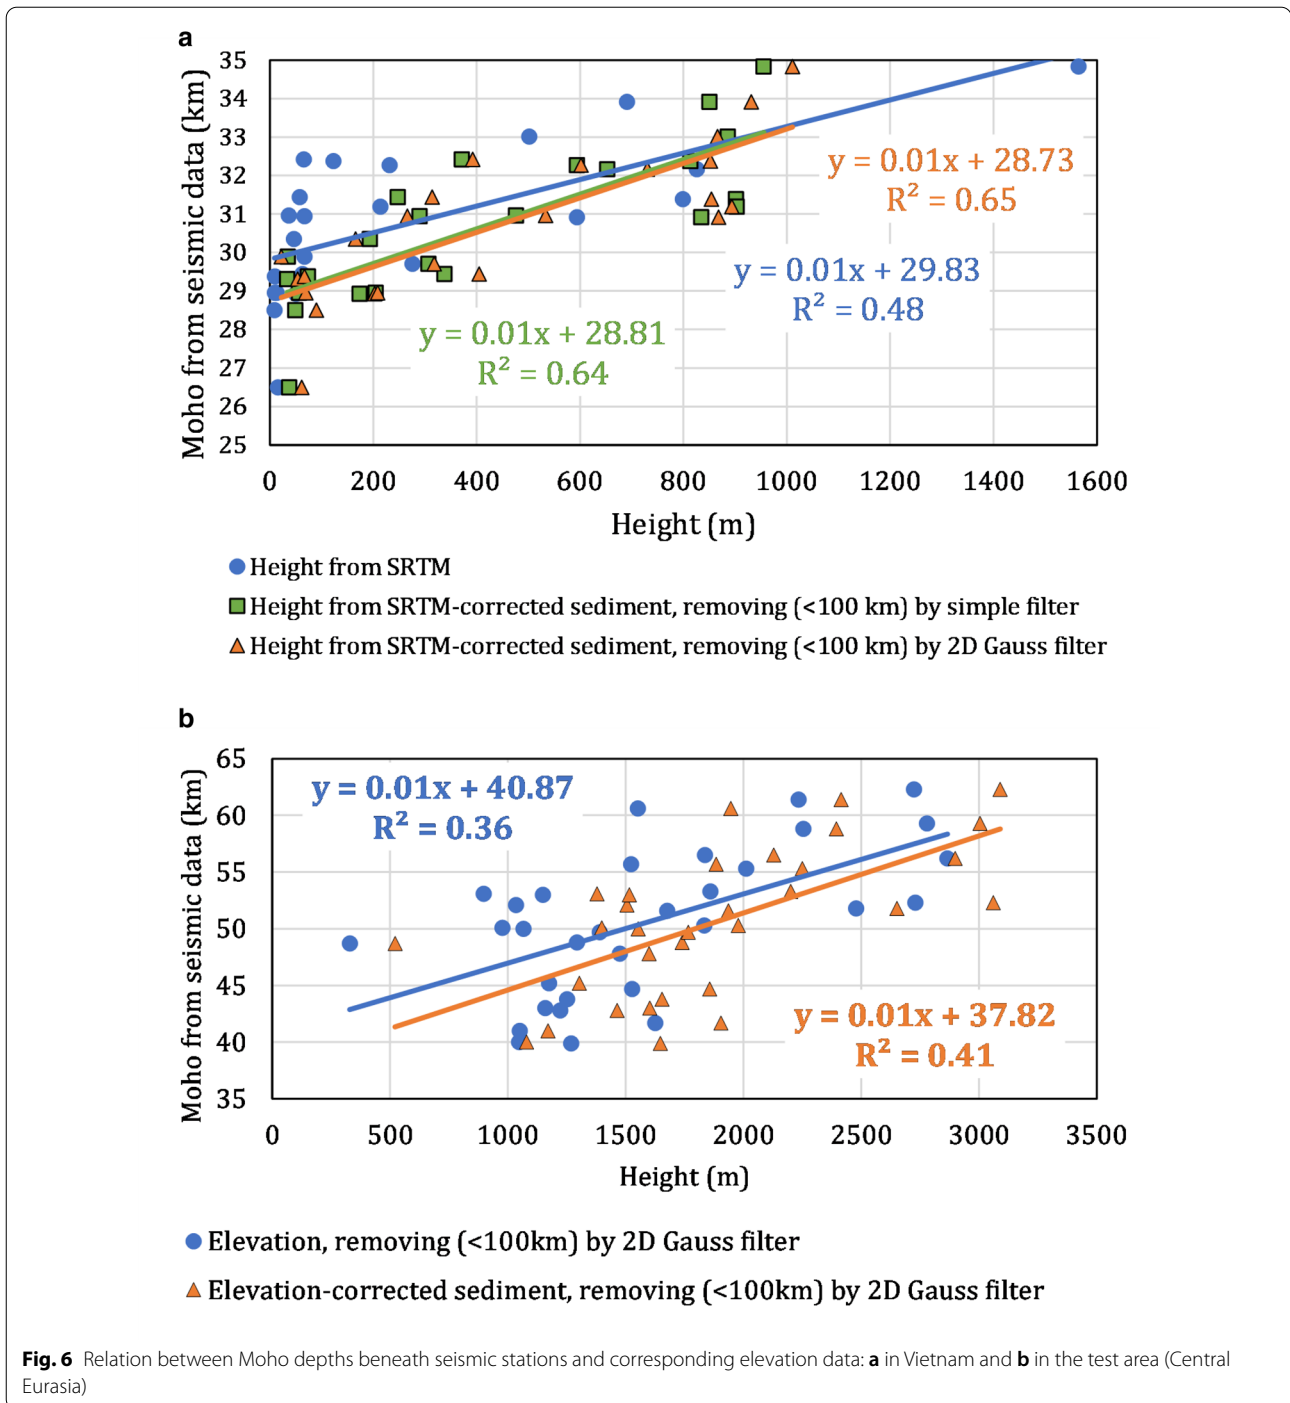 a
Moho from seismic data (km)
35
34
33
32
31
30
29
28
27
26
25
y = 0.01x + 28.73
R² = 0.65
y = 0.01x + 29.83
R² = 0.48
y = 0.01x + 28.81
R² = 0.64
0 200 400 600 800 1000 1200 1400 1600
Height (m)
Height from SRTM
Height from SRTM-corrected sediment, removing (<100 km) by simple filter
Height from SRTM-corrected sediment, removing (<100 km) by 2D Gauss filter
b
Moho from seismic data (km)
65
60
55
50
45
40
35
y = 0.01x + 40.87
R² = 0.36
y = 0.01x + 37.82
R² = 0.41
0 500 1000 1500 2000 2500 3000 3500
Height (m)
Elevation, removing (<100km) by 2D Gauss filter
Elevation-corrected sediment, removing (<100km) by 2D Gauss filter
Fig. 6 Relation between Moho depths beneath seismic stations and corresponding elevation data: a in Vietnam and b in the test area (Central
Eurasia)